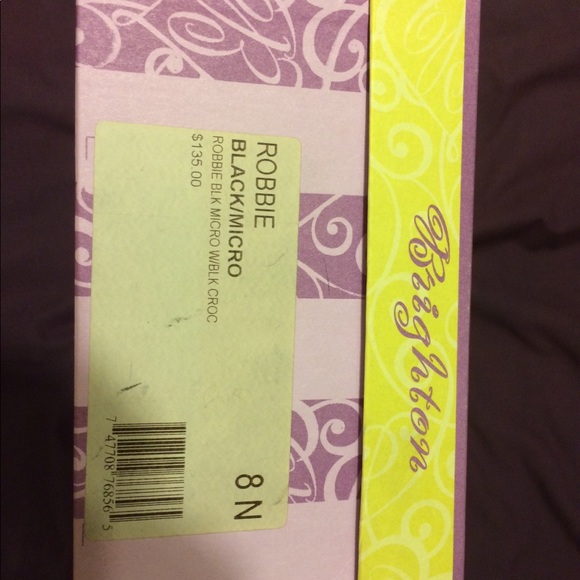 ROBBIE
BLACK/MICRO
ROBBIE BLK MICRO W/BLK CROC
$135.00
8 N
7 47708 76856 5
Brighton